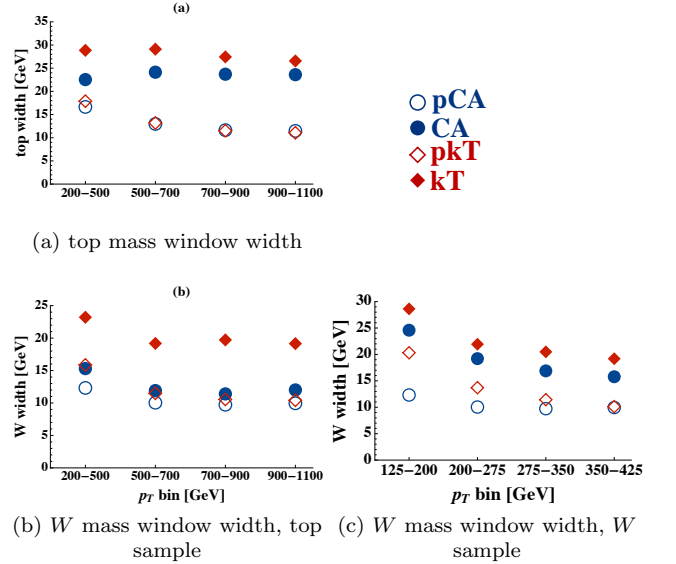 (a)
top width [GeV]
35
30
25
20
15
10
5
0
200−500 500−700 700−900 900−1100
pCA
CA
pkT
kT
(a) top mass window width
(b)
W width [GeV]
25
20
15
10
5
0
200−500 500−700 700−900 900−1100
pT bin [GeV]
W width [GeV]
30
25
20
15
10
5
0
125−200 200−275 275−350 350−425
pT bin [GeV]
(b) W mass window width, top
sample
(c) W mass window width, W
sample